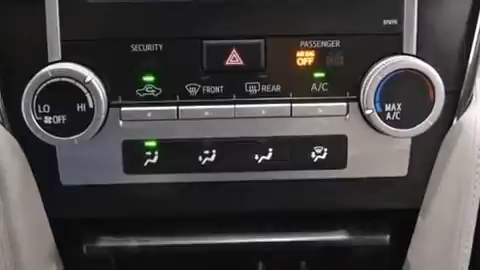 SECURITY
PASSENGER
AIR BAG
OFF
FRONT
REAR
A/C
LO
HI
OFF
MAX
A/C